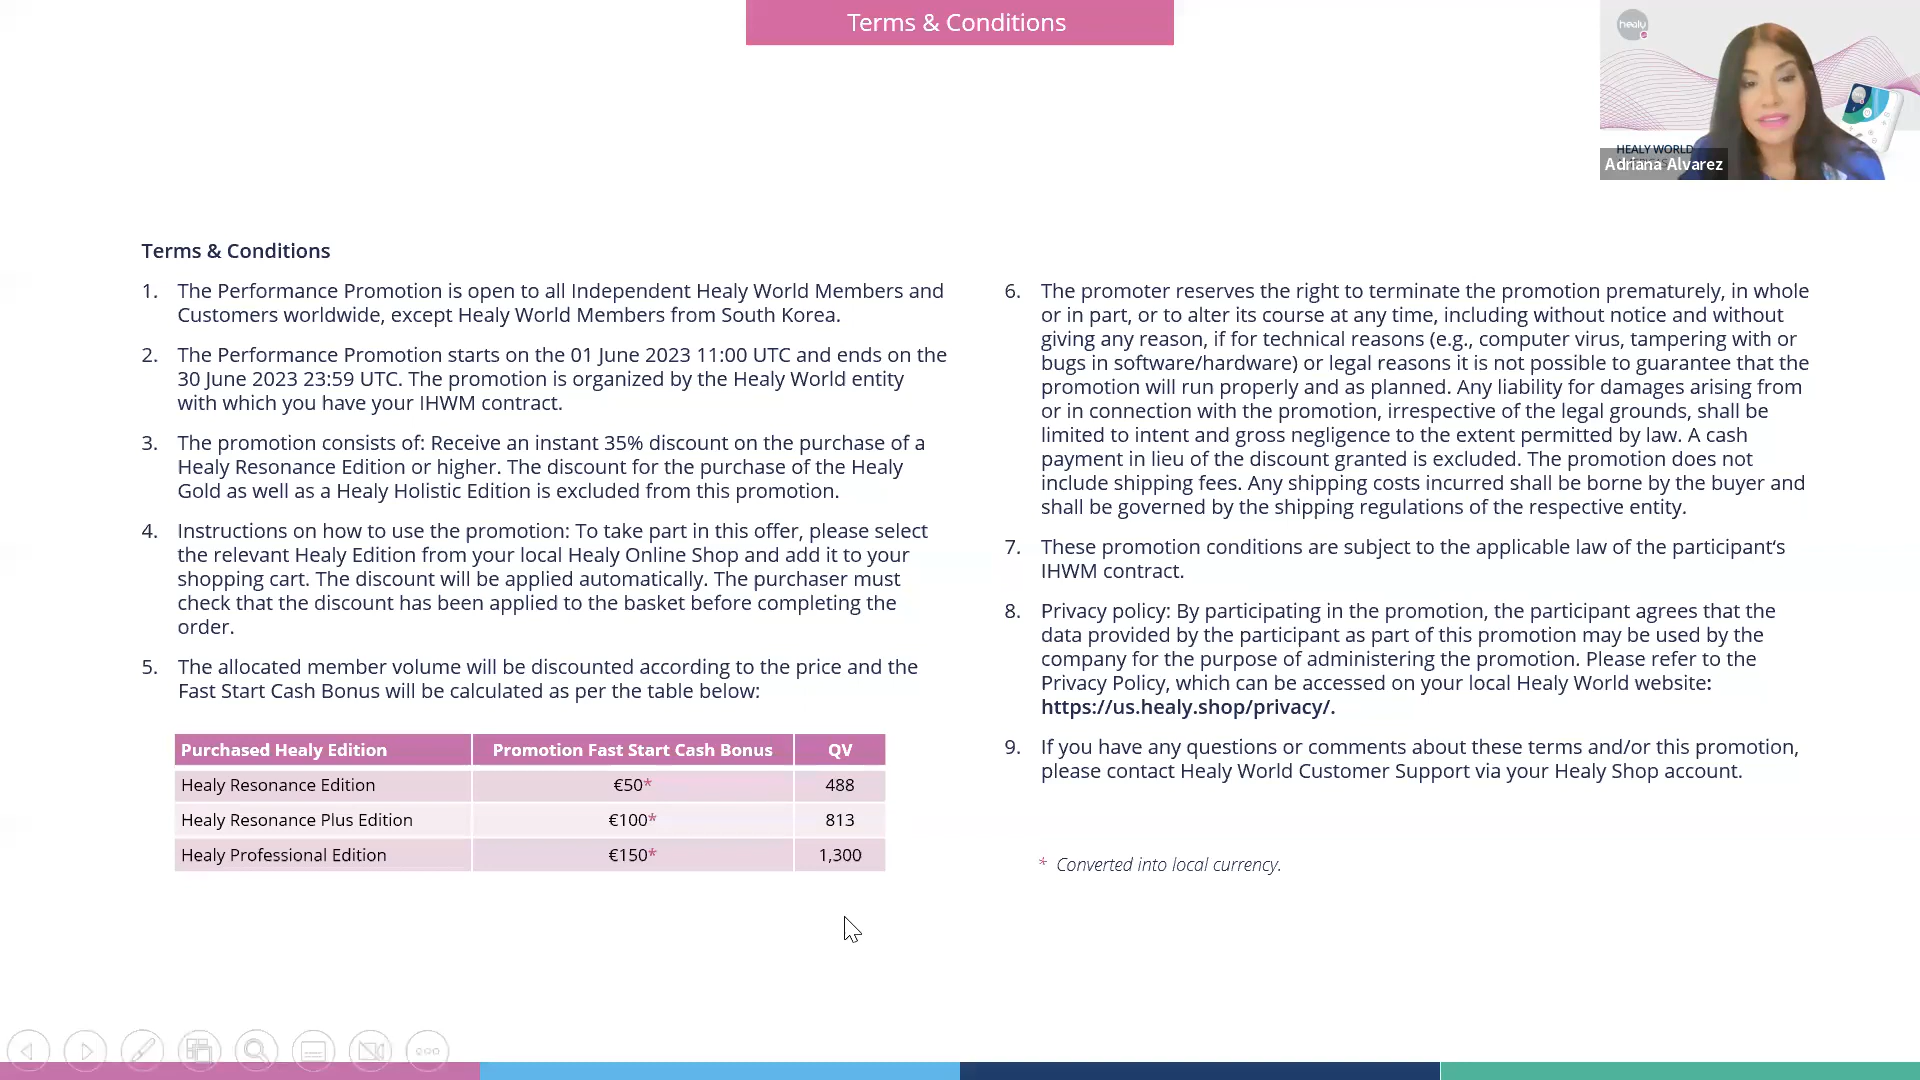 Terms & Conditions
healy
HEALY WORLD
Adriana Alvarez
Terms & Conditions
1. The Performance Promotion is open to all Independent Healy World Members and
Customers worldwide, except Healy World Members from South Korea.
2. The Performance Promotion starts on the 01 June 2023 11:00 UTC and ends on the
30 June 2023 23:59 UTC. The promotion is organized by the Healy World entity
with which you have your IHWM contract.
3. The promotion consists of: Receive an instant 35% discount on the purchase of a
Healy Resonance Edition or higher. The discount for the purchase of the Healy
Gold as well as a Healy Holistic Edition is excluded from this promotion.
4. Instructions on how to use the promotion: To take part in this offer, please select
the relevant Healy Edition from your local Healy Online Shop and add it to your
shopping cart. The discount will be applied automatically. The purchaser must
check that the discount has been applied to the basket before completing the
order.
5. The allocated member volume will be discounted according to the price and the
Fast Start Cash Bonus will be calculated as per the table below:
Purchased Healy Edition Promotion Fast Start Cash Bonus QV
Healy Resonance Edition €50* 488
Healy Resonance Plus Edition €100* 813
Healy Professional Edition €150* 1,300
6. The promoter reserves the right to terminate the promotion prematurely, in whole
or in part, or to alter its course at any time, including without notice and without
giving any reason, if for technical reasons (e.g., computer virus, tampering with or
bugs in software/hardware) or legal reasons it is not possible to guarantee that the
promotion will run properly and as planned. Any liability for damages arising from
or in connection with the promotion, irrespective of the legal grounds, shall be
limited to intent and gross negligence to the extent permitted by law. A cash
payment in lieu of the discount granted is excluded. The promotion does not
include shipping fees. Any shipping costs incurred shall be borne by the buyer and
shall be governed by the shipping regulations of the respective entity.
7. These promotion conditions are subject to the applicable law of the participant‘s
IHWM contract.
8. Privacy policy: By participating in the promotion, the participant agrees that the
data provided by the participant as part of this promotion may be used by the
company for the purpose of administering the promotion. Please refer to the
Privacy Policy, which can be accessed on your local Healy World website:
https://us.healy.shop/privacy/.
9. If you have any questions or comments about these terms and/or this promotion,
please contact Healy World Customer Support via your Healy Shop account.
* Converted into local currency.